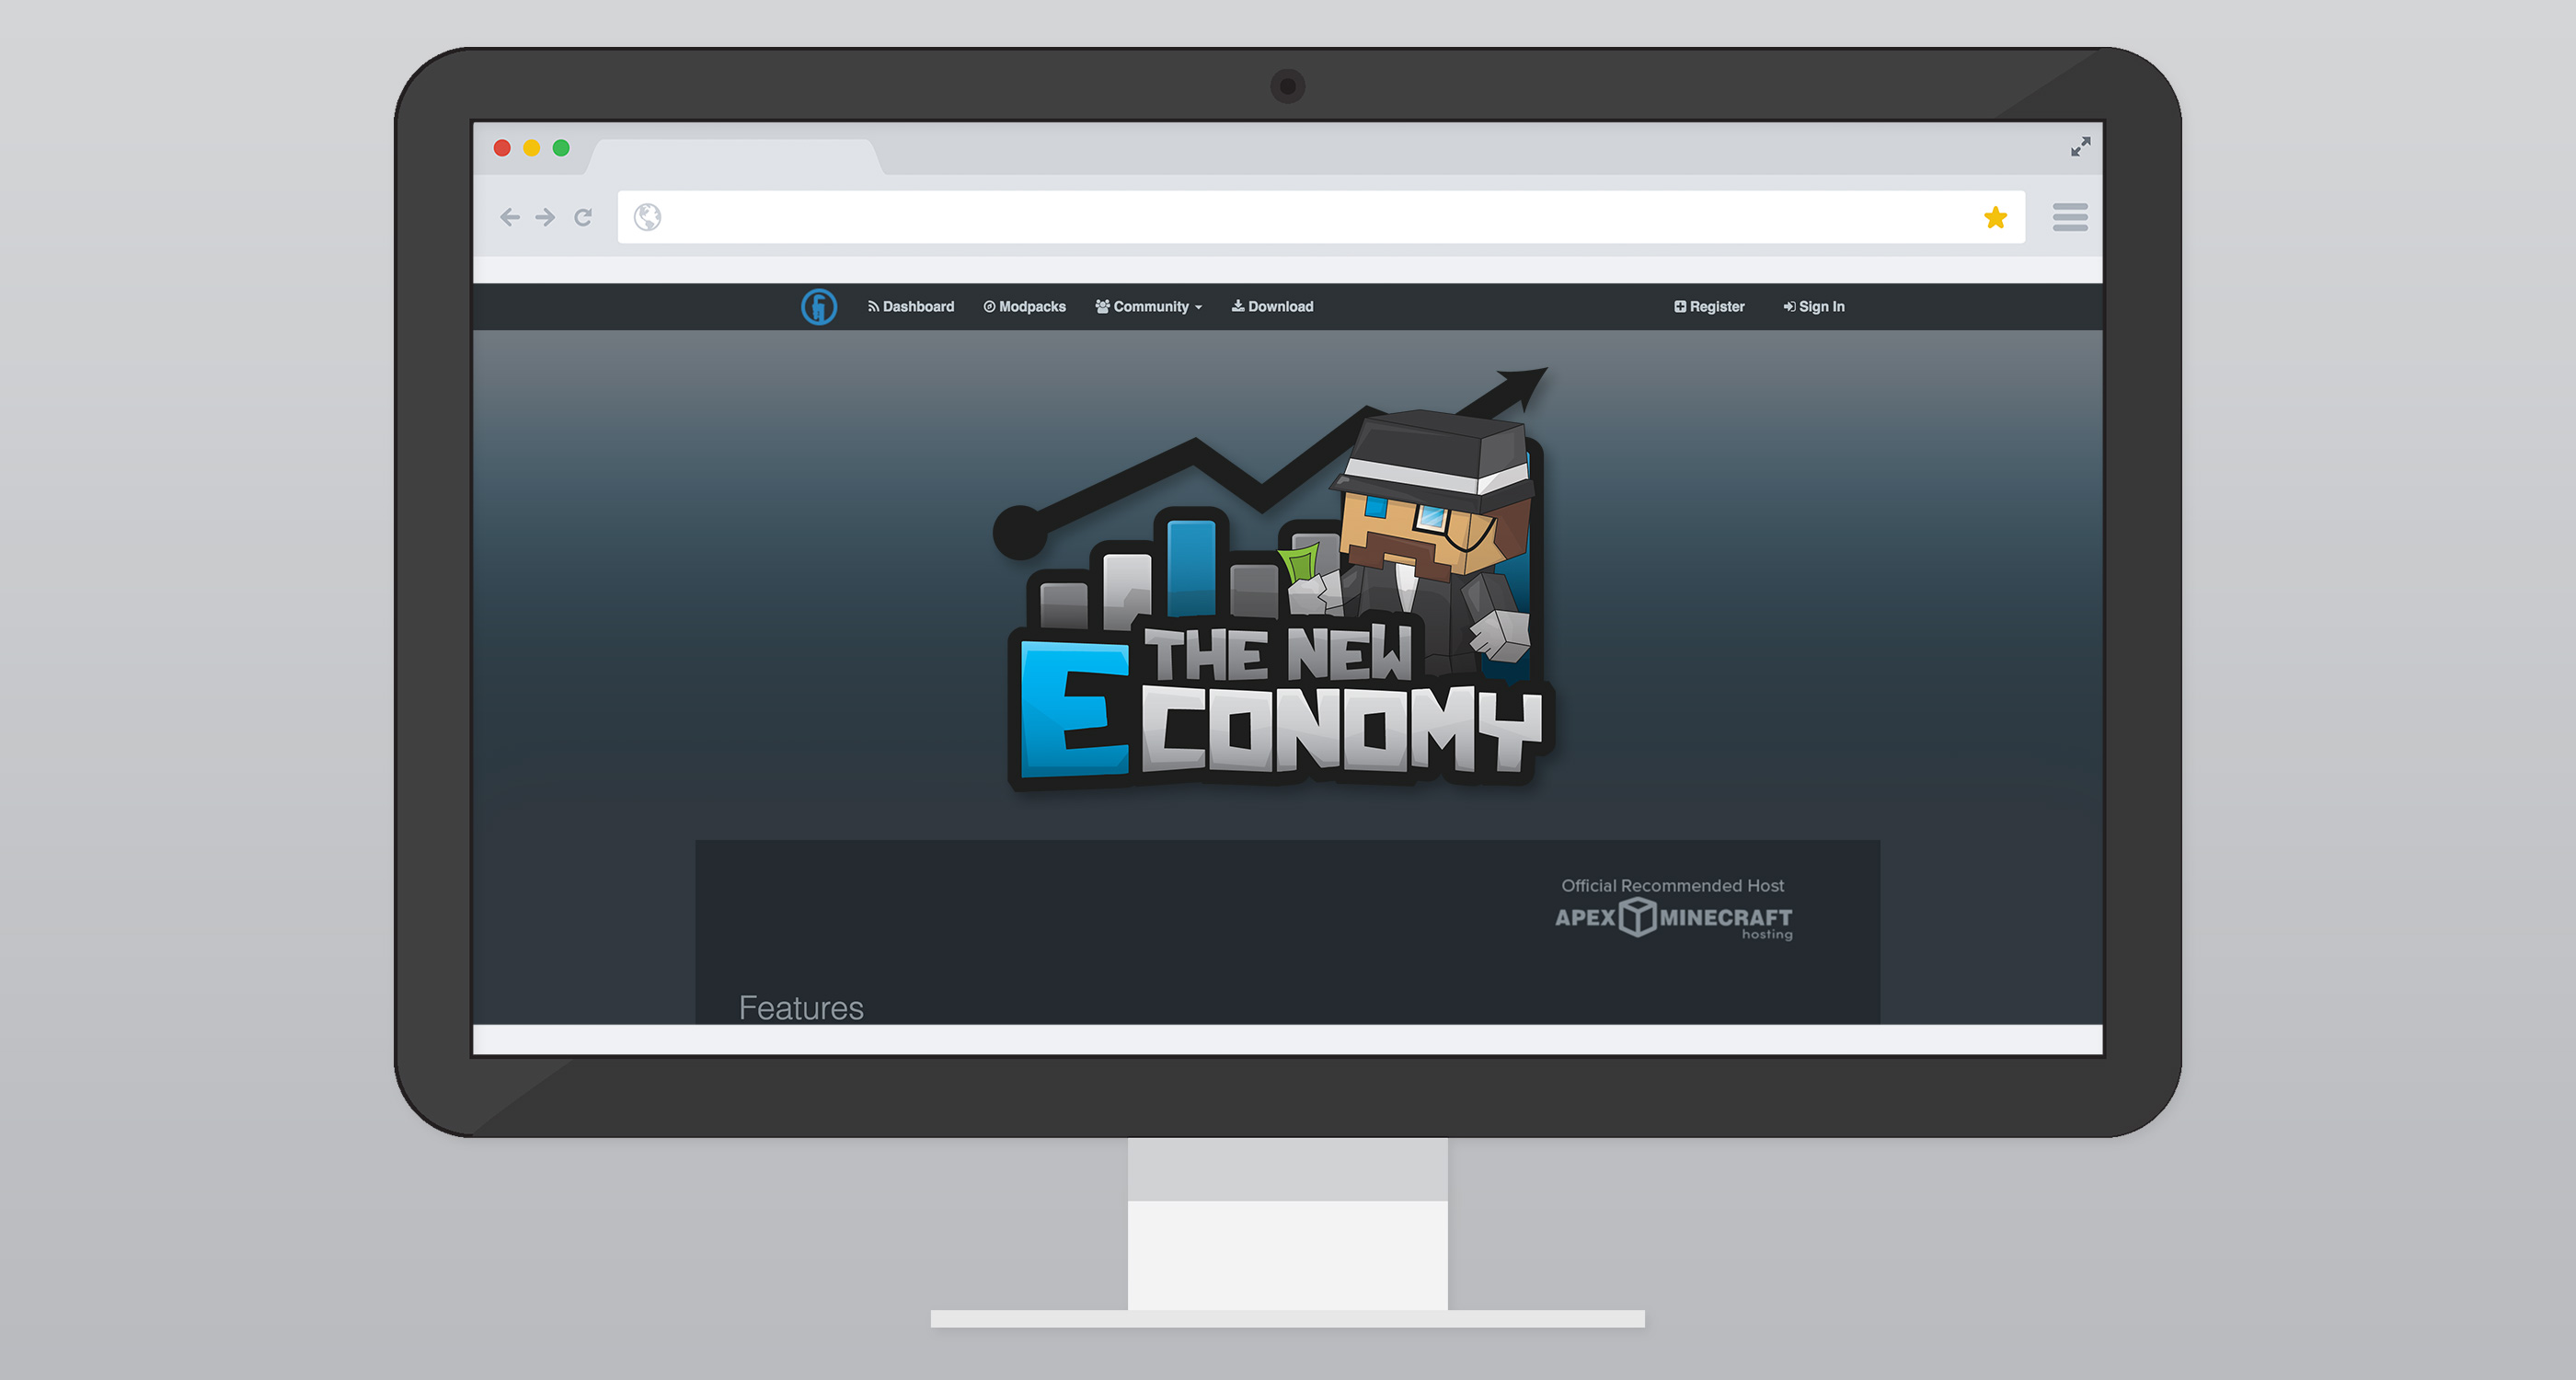 Dashboard Modpacks Community Download Register Sign In
THE NEW
ECONOMY
Official Recommended Host
APEX MINECRAFT
hosting
Features